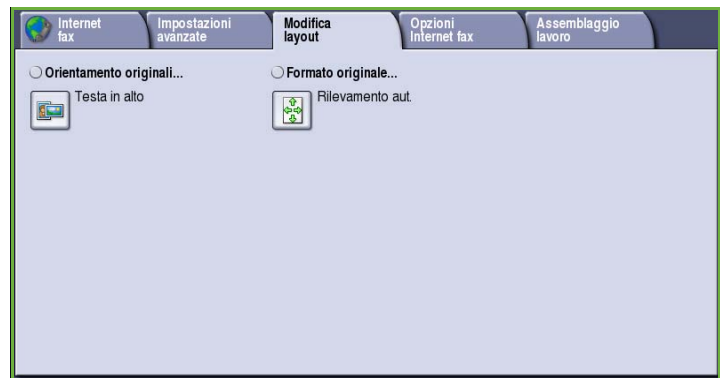 Internet
fax
Impostazioni
avanzate
Modifica
layout
Opzioni
Internet fax
Assemblaggio
lavoro
Orientamento originali...
Testa in alto
Formato originale...
Rilevamento aut.